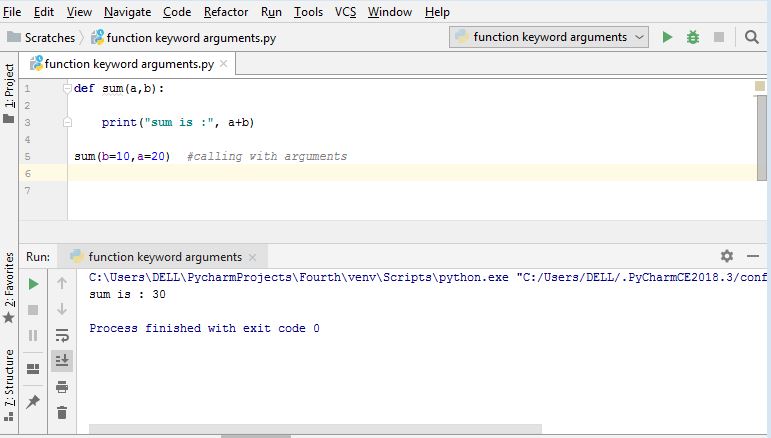 File Edit View Navigate Code Refactor Run Tools VCS Window Help
Scratches function keyword arguments.py function keyword arguments
function keyword arguments.py
1: Project
1 def sum(a,b):
2
3 print("sum is :", a+b)
4
5 sum(b=10,a=20) #calling with arguments
6
7
Run: function keyword arguments
2: Favorites
7: Structure
C:\Users\DELL\PycharmProjects\Fourth\venv\Scripts\python.exe "C:/Users/DELL/.PyCharmCE2018.3/conf
sum is : 30
Process finished with exit code 0